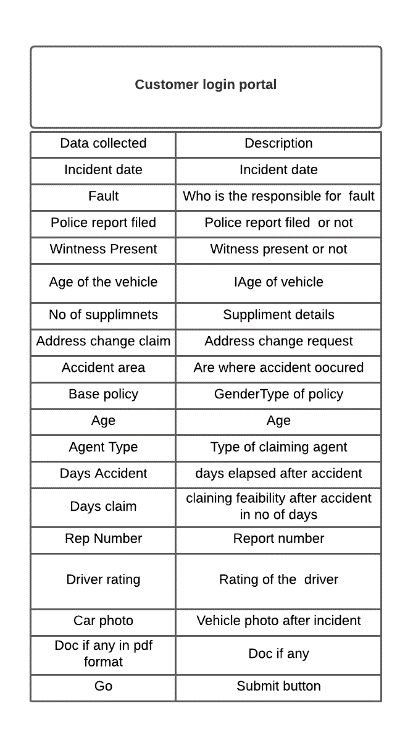 Customer login portal
Data collected Description
Incident date Incident date
Fault Who is the responsible for fault
Police report filed Police report filed or not
Wintness Present Witness present or not
Age of the vehicle IAge of vehicle
No of supplimnets Suppliment details
Address change claim Address change request
Accident area Are where accident oocured
Base policy GenderType of policy
Age Age
Agent Type Type of claiming agent
Days Accident days elapsed after accident
Days claim claining feaibility after accident
in no of days
Rep Number Report number
Driver rating Rating of the driver
Car photo Vehicle photo after incident
Doc if any in pdf
format Doc if any
Go Submit button